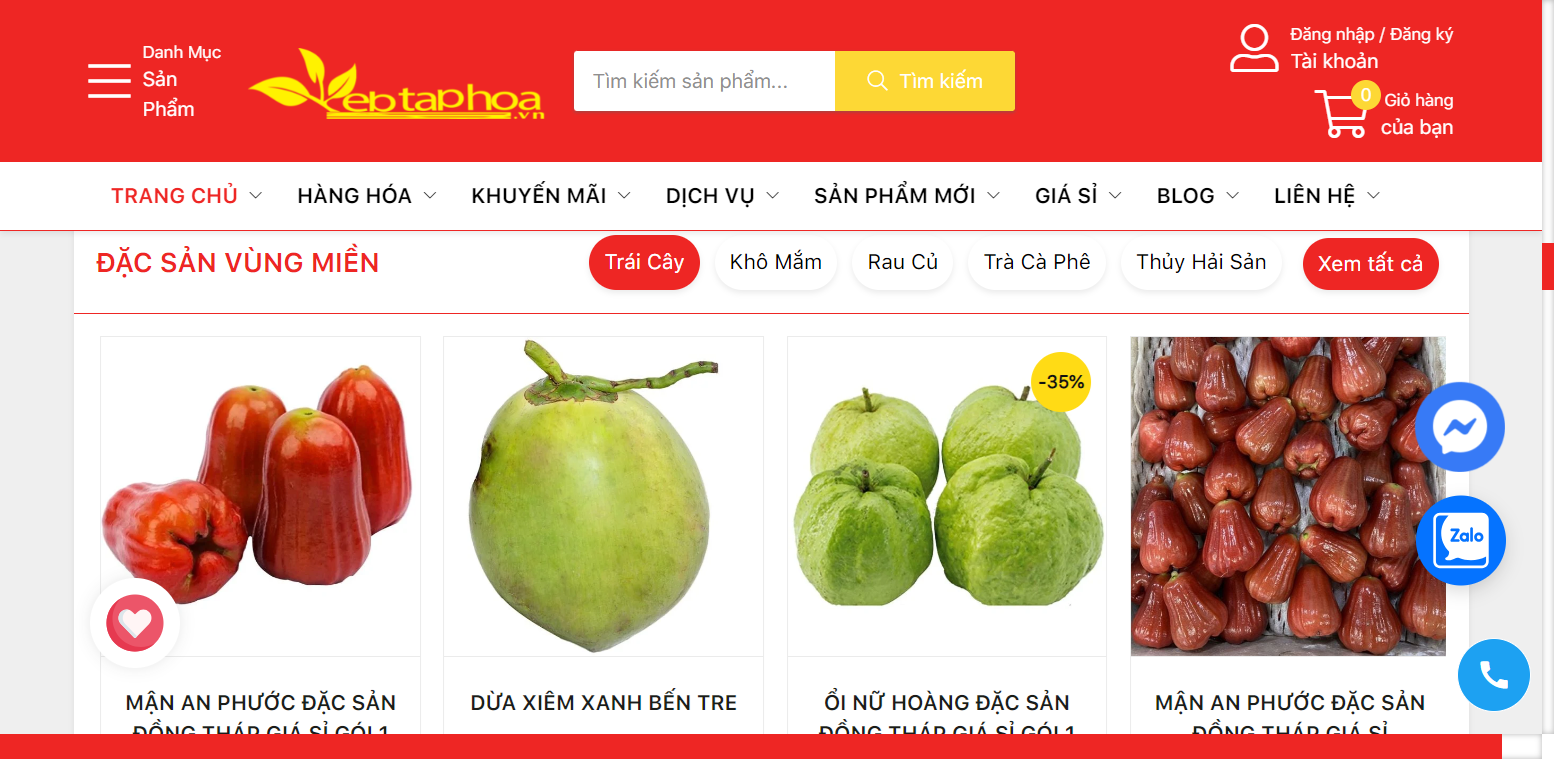 Danh Mục
Sản
Phẩm
ebtaphoa
.vn
Tìm kiếm sản phẩm...
Tìm kiếm
Đăng nhập / Đăng ký
Tài khoản
0
Giỏ hàng
của bạn
TRANG CHỦ HÀNG HÓA KHUYẾN MÃI DỊCH VỤ SẢN PHẨM MỚI GIÁ SỈ BLOG LIÊN HỆ
ĐẶC SẢN VÙNG MIỀN
Trái Cây Khô Mắm Rau Củ Trà Cà Phê Thủy Hải Sản Xem tất cả
-35%
Zalo
MẬN AN PHƯỚC ĐẶC SẢN
ĐỒNG THÁP GIÁ SỈ GÓI 1
DỪA XIÊM XANH BẾN TRE
ỔI NỮ HOÀNG ĐẶC SẢN
ĐỒNG THÁP GIÁ SỈ GÓI 1
MẬN AN PHƯỚC ĐẶC SẢN
ĐỒNG THÁP GIÁ SỈ